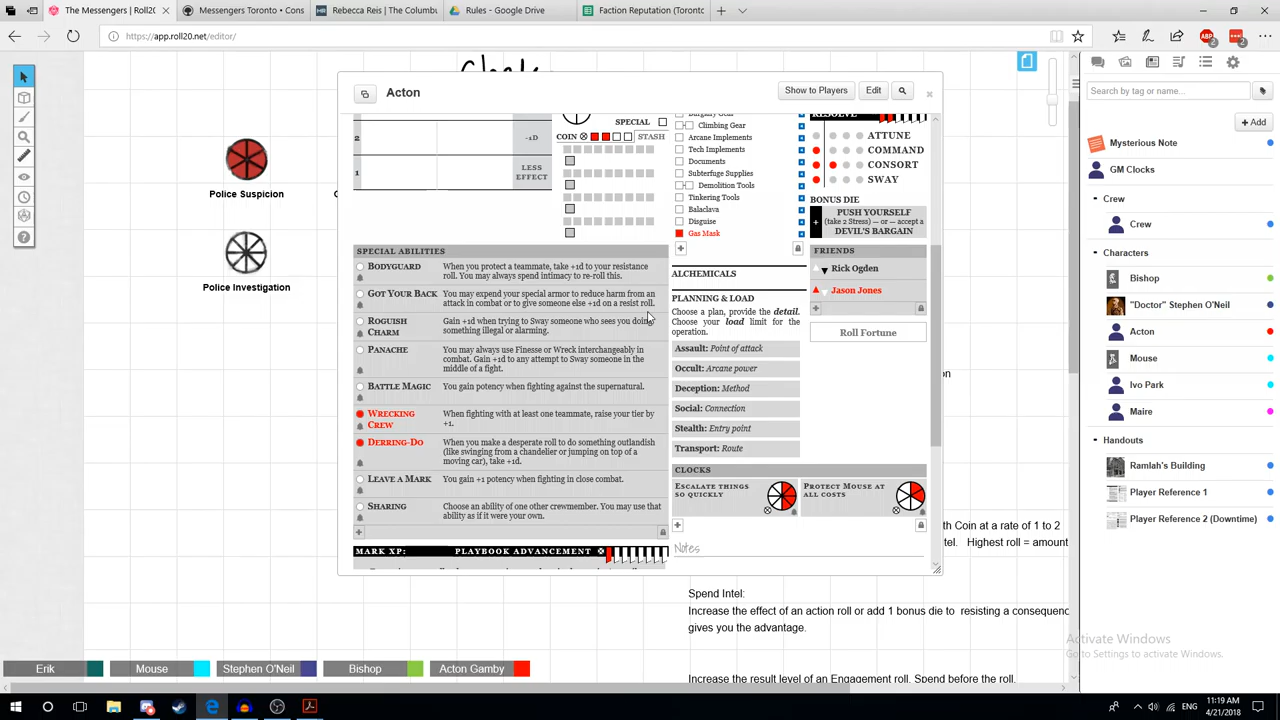 The Messengers | Roll20
Messengers Toronto • Cons
Rebecca Reis | The Columbu
Rules - Google Drive
Faction Reputation (Toronto
https://app.roll20.net/editor/
Acton
Show to Players
Edit
Police Suspicion
Police Investigation
2
-1D
1
LESS
EFFECT
SPECIAL
COIN
STASH
Climbing Gear
Arcane Implements
Tech Implements
Documents
Subterfuge Supplies
Demolition Tools
Tinkering Tools
Balaclava
Disguise
Gas Mask
RESOLVE
ATTUNE
COMMAND
CONSORT
SWAY
BONUS DIE
PUSH YOURSELF
(take 2 Stress) — or — accept a
DEVIL'S BARGAIN
FRIENDS
Rick Ogden
Jason Jones
Roll Fortune
SPECIAL ABILITIES
BODYGUARD
When you protect a teammate, take +1d to your resistance
roll. You may always spend intimacy to re-roll this.
GOT YOUR BACK
You may expend your special armor to reduce harm from an
attack in combat or to give someone else +1d on a resist roll.
ROGUISH
CHARM
Gain +1d when trying to Sway someone who sees you doing
something illegal or alarming.
PANACHE
You may always use Finesse or Wreck interchangeably in
combat. Gain +1d to any attempt to Sway someone in the
middle of a fight.
BATTLE MAGIC
You gain potency when fighting against the supernatural.
WRECKING
CREW
When fighting with at least one teammate, raise your tier by
+1.
DERRING-DO
When you make a desperate roll to do something outlandish
(like swinging from a chandelier or jumping on top of a
moving car), take +1d.
LEAVE A MARK
You gain +1 potency when fighting in close combat.
SHARING
Choose an ability of one other crewmember. You may use that
ability as if it were your own.
MARK XP:
PLAYBOOK ADVANCEMENT
ALCHEMICALS
PLANNING & LOAD
Choose a plan, provide the detail.
Choose your load limit for the
operation.
Assault: Point of attack
Occult: Arcane power
Deception: Method
Social: Connection
Stealth: Entry point
Transport: Route
CLOCKS
ESCALATE THINGS
SO QUICKLY
PROTECT MOUSE AT
ALL COSTS
Notes
on
th Coin at a rate of 1 to 2
tel. Highest roll = amount
Spend Intel:
Increase the effect of an action roll or add 1 bonus die to resisting a consequenc
gives you the advantage.
Increase the result level of an Engagement roll. Spend before the roll.
Search by tag or name...
+ Add
Mysterious Note
GM Clocks
Crew
Crew
Characters
Bishop
"Doctor" Stephen O'Neil
Acton
Mouse
Ivo Park
Maire
Handouts
Ramlah's Building
Player Reference 1
Player Reference 2 (Downtime)
Activate Windows
Go to Settings to activate Windows.
Erik
Mouse
Stephen O'Neil
Bishop
Acton Gamby
ENG
11:19 AM
4/21/2018